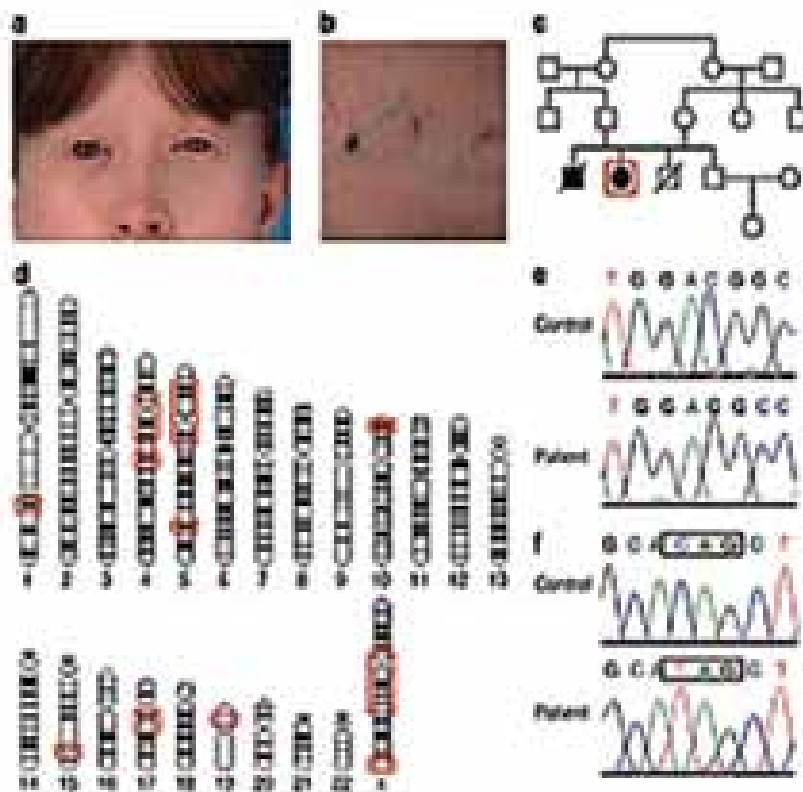 a b c
d e
T G G A C G G C
Control
T G G A G G C C
Patient
f
G C A C A G C T
Control
G C A T A G C T
Patient
1 2 3 4 5 6 7 8 9 10 11 12 13
14 15 16 17 18 19 20 21 22 X